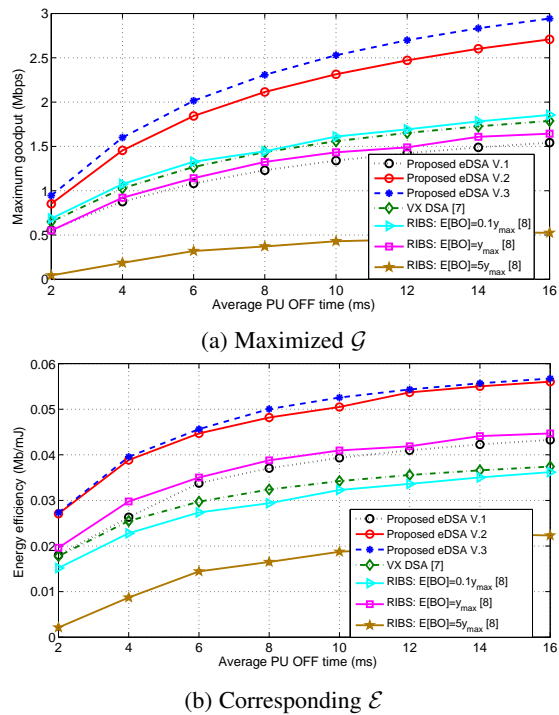 3
2.5
2
1.5
1
0.5
0
Maximum goodput (Mbps)
Proposed eDSA V.1
Proposed eDSA V.2
Proposed eDSA V.3
VX DSA [7]
RIBS: E[BO]=0.1y_max [8]
RIBS: E[BO]=y_max [8]
RIBS: E[BO]=5y_max [8]
2 4 6 8 10 12 14 16
Average PU OFF time (ms)
(a) Maximized 𝒢
0.06
0.05
0.04
0.03
0.02
0.01
0
Energy efficiency (Mb/mJ)
Proposed eDSA V.1
Proposed eDSA V.2
Proposed eDSA V.3
VX DSA [7]
RIBS: E[BO]=0.1y_max [8]
RIBS: E[BO]=y_max [8]
RIBS: E[BO]=5y_max [8]
2 4 6 8 10 12 14 16
Average PU OFF time (ms)
(b) Corresponding ℰ